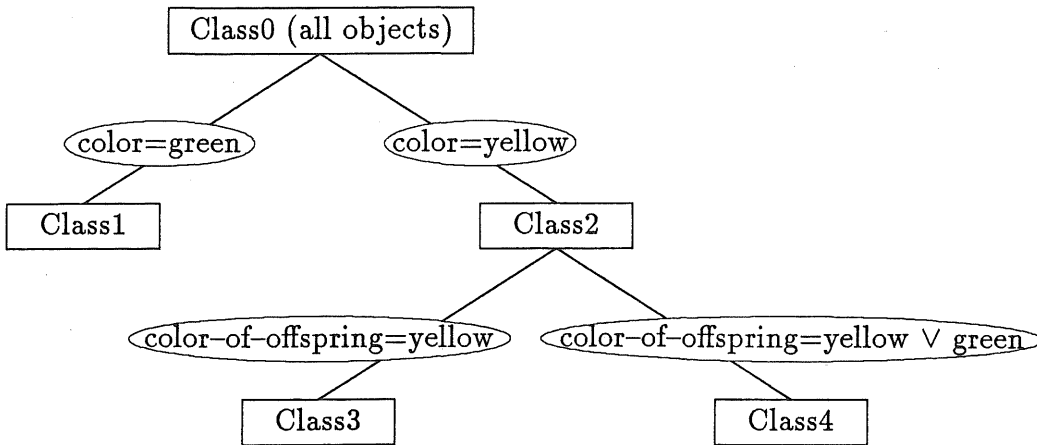 Class0 (all objects)
color=green
color=yellow
Class1
Class2
color–of–offspring=yellow
color–of–offspring=yellow ∨ green
Class3
Class4